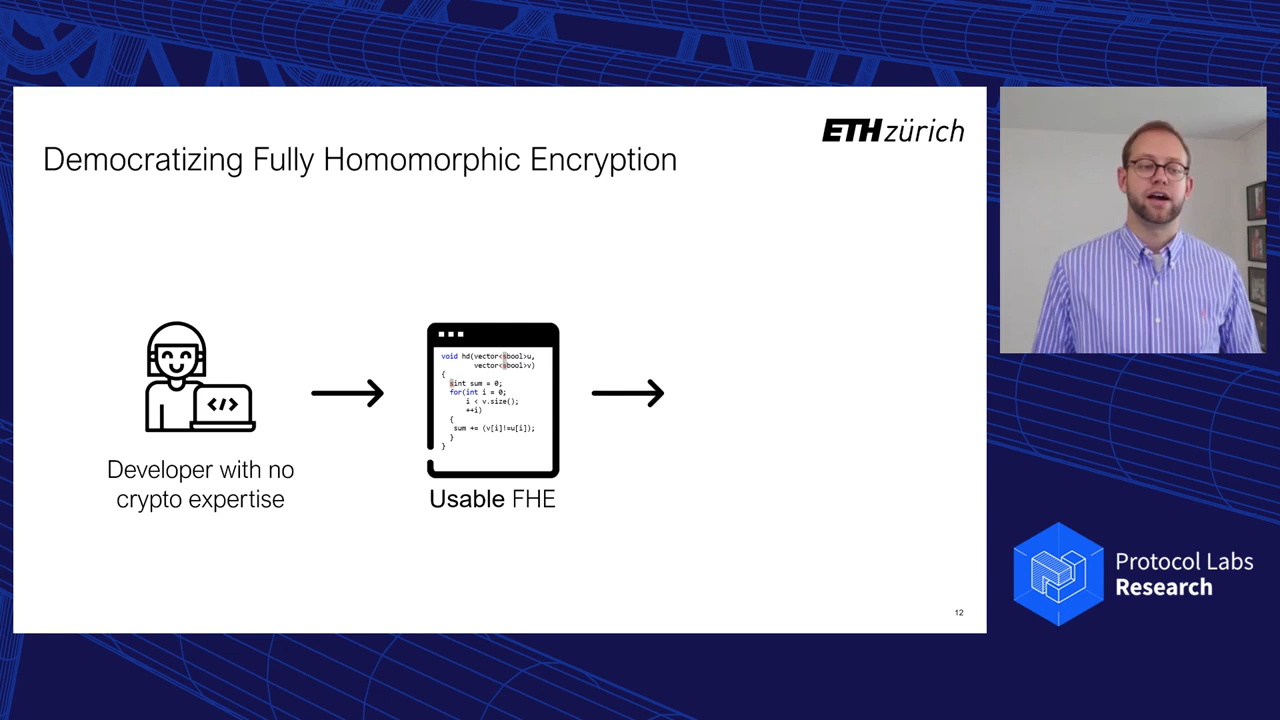 ETH zürich
Democratizing Fully Homomorphic Encryption
void hd(vector<sbool>u,
vector<sbool>v)
{
sint sum = 0;
for(int i = 0;
i < v.size();
++i)
{
sum += (v[i]!=u[i]);
}
}
</>
Developer with no
crypto expertise
Usable FHE
12
Protocol Labs
Research